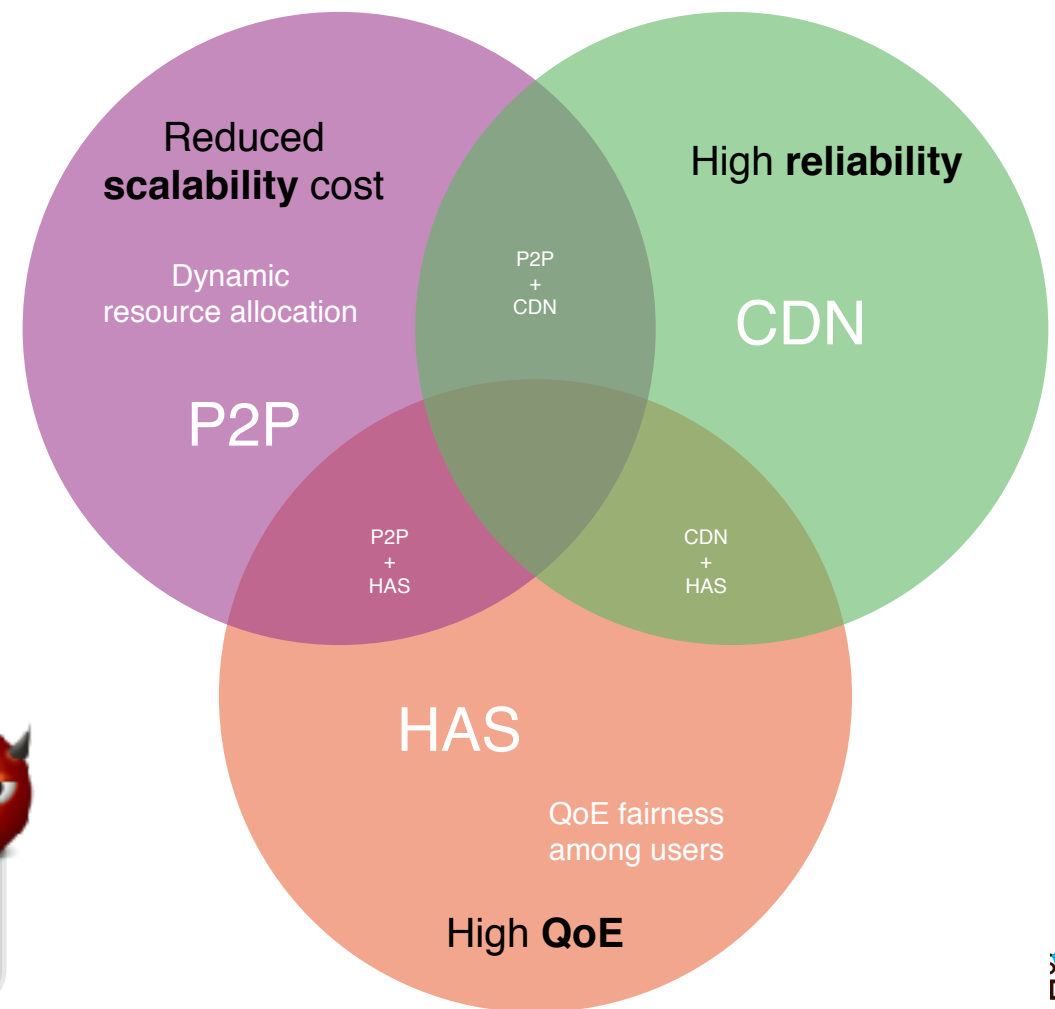 Reduced
scalability cost
Dynamic
resource allocation
P2P
High reliability
CDN
P2P
+
CDN
P2P
+
HAS
CDN
+
HAS
HAS
QoE fairness
among users
High QoE